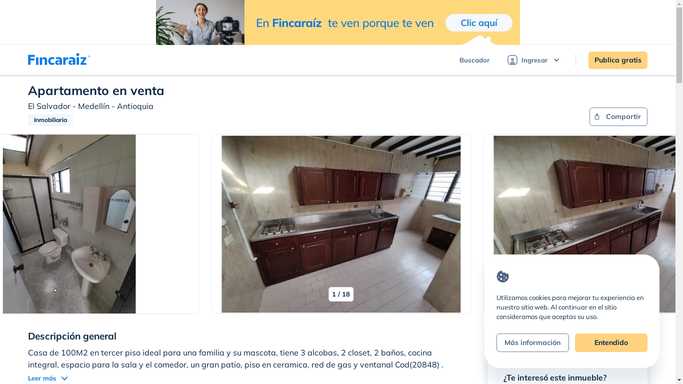 En Fincaraíz te ven porque te ven
Clic aquí
Fincaraiz
Buscador
Ingresar
Publica gratis
Apartamento en venta
El Salvador - Medellín - Antioquia
Inmobiliaria
Compartir
1 / 18
Descripción general
Casa de 100M2 en tercer piso ideal para una familia y su mascota, tiene 3 alcobas, 2 closet, 2 baños, cocina
integral, espacio para la sala y el comedor, un gran patio, piso en ceramica, red de gas y ventanal Cod(20848) .
Leer más
Utilizamos cookies para mejorar tu experiencia en
nuestro sitio web. Al continuar en el sitio
consideramos que aceptas su uso.
Más información
Entendido
¿Te interesó este inmueble?